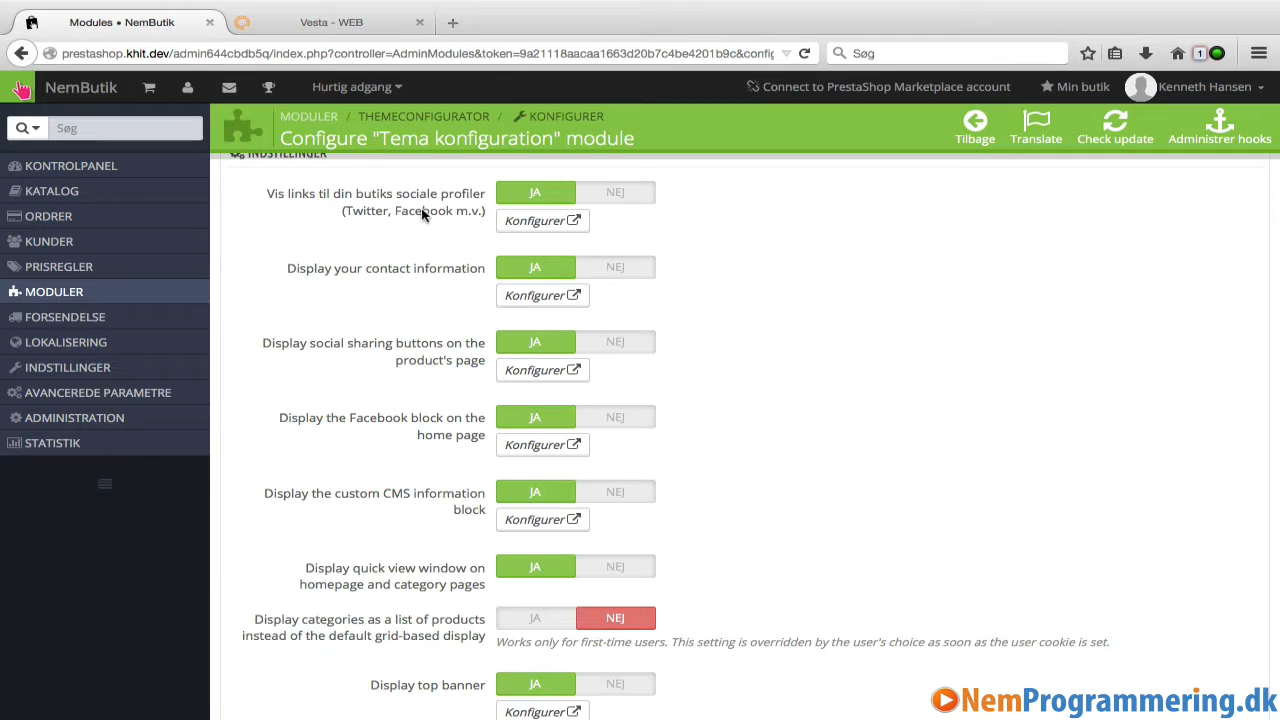 Modules • NemButik
Vesta - WEB
prestashop.khit.dev/admin644cbdb5q/index.php?controller=AdminModules&token=9a21118aacaa1663d20b7c4be4201b9c&config
Søg
1
NemButik
Hurtig adgang
Connect to PrestaShop Marketplace account
Min butik
Kenneth Hansen
Søg
MODULER / THEMECONFIGURATOR / KONFIGURER
Configure "Tema konfiguration" module
Tilbage
Translate
Check update
Administrer hooks
KONTROLPANEL
KATALOG
ORDRER
KUNDER
PRISREGLER
MODULER
FORSENDELSE
LOKALISERING
INDSTILLINGER
AVANCEREDE PARAMETRE
ADMINISTRATION
STATISTIK
INDSTILLINGER
Vis links til din butiks sociale profiler
(Twitter, Facebook m.v.)
JA NEJ
Konfigurer
Display your contact information
JA NEJ
Konfigurer
Display social sharing buttons on the
product's page
JA NEJ
Konfigurer
Display the Facebook block on the
home page
JA NEJ
Konfigurer
Display the custom CMS information
block
JA NEJ
Konfigurer
Display quick view window on
homepage and category pages
JA NEJ
Display categories as a list of products
instead of the default grid-based display
JA NEJ
Works only for first-time users. This setting is overridden by the user's choice as soon as the user cookie is set.
Display top banner
JA NEJ
Konfigurer
NemProgrammering.dk